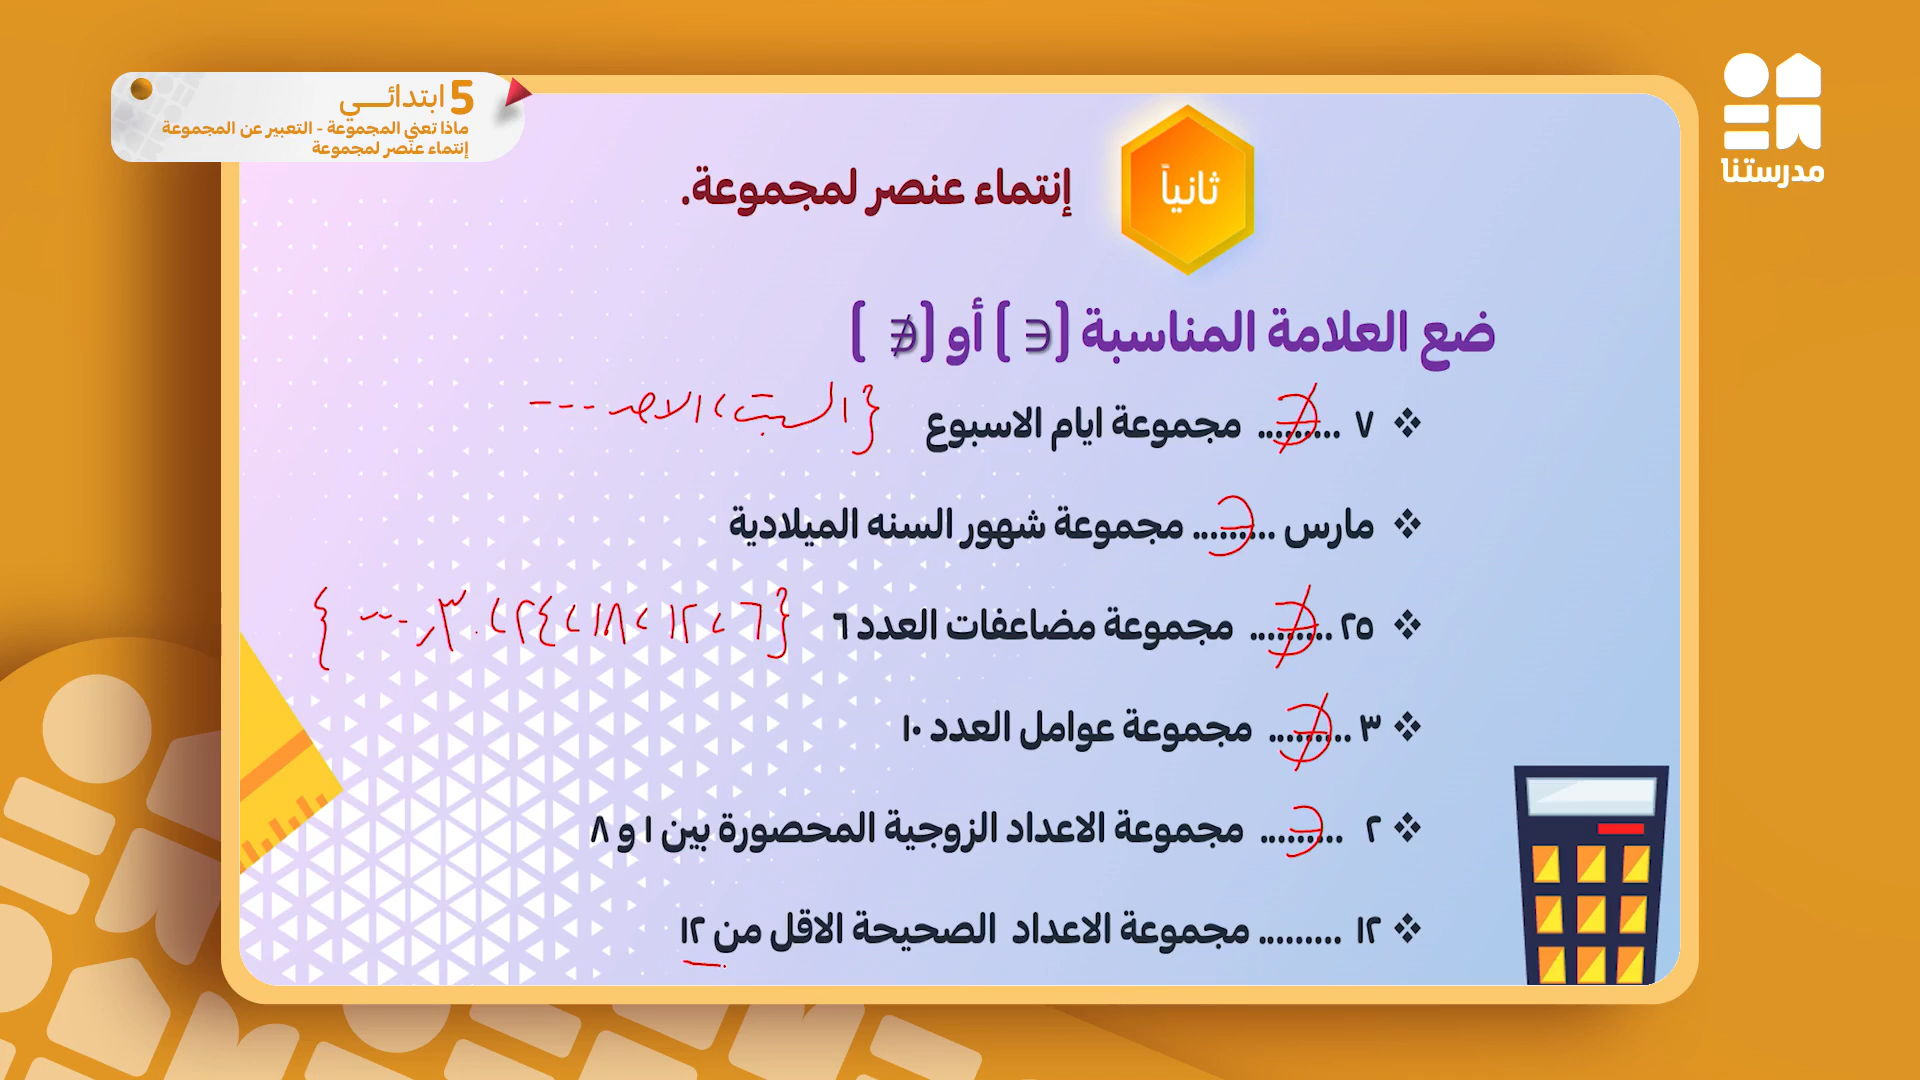 5 ابتدائـــي
ماذا تعني المجموعة - التعبير عن المجموعة
إنتماء عنصر لمجموعة
مدرستنا
ثانياً
إنتماء عنصر لمجموعة.
ضع العلامة المناسبة (∋) أو (∌)
❖ ٧ ...∌... مجموعة ايام الاسبوع {السبت، الاحد ---
❖ مارس ...∋... مجموعة شهور السنه الميلادية
❖ ٢٥ ...∌... مجموعة مضاعفات العدد ٦ {٦، ١٢، ١٨، ٢٤، ٣٠، ---}
❖ ٣ ...∌... مجموعة عوامل العدد ١٠
❖ ٢ ...∋... مجموعة الاعداد الزوجية المحصورة بين ١ و ٨
❖ ١٢ ......... مجموعة الاعداد الصحيحة الاقل من ١٢